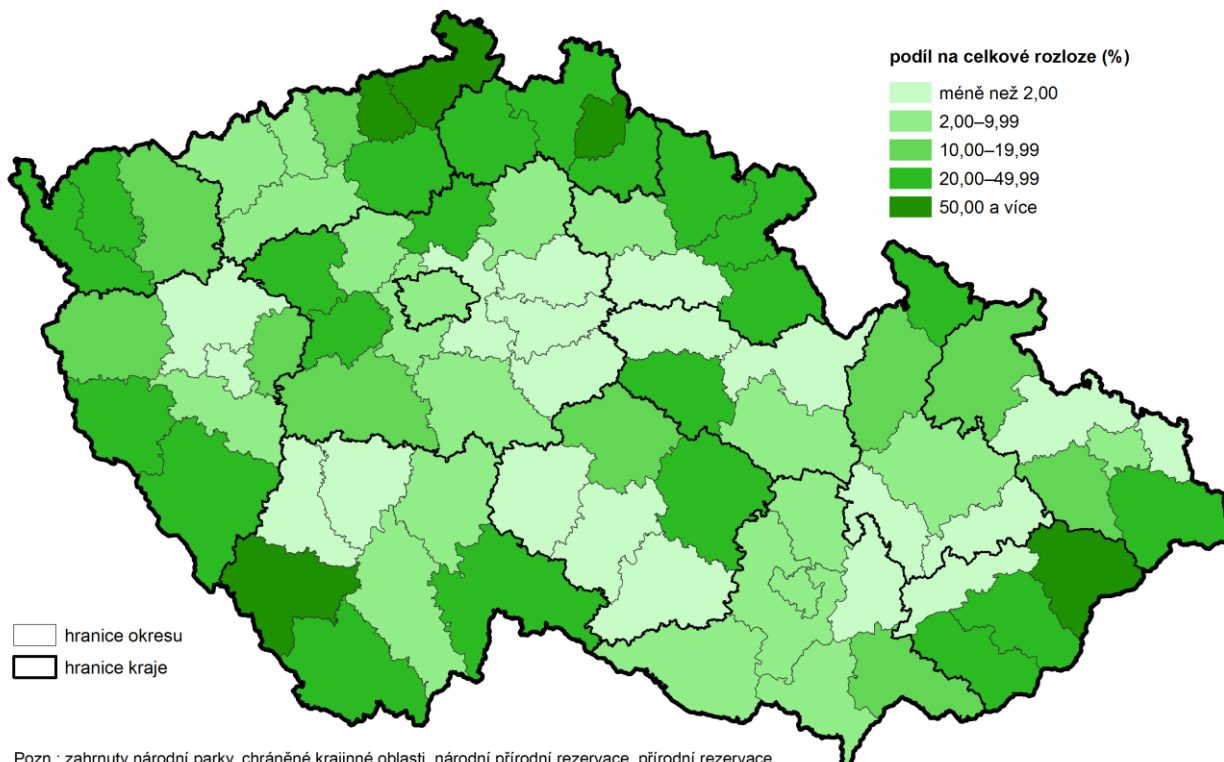 podíl na celkové rozloze (%)
méně než 2,00
2,00–9,99
10,00–19,99
20,00–49,99
50,00 a více
hranice okresu
hranice kraje
Pozn.: zahrnuty národní parky, chráněné krajinné oblasti, národní přírodní rezervace, přírodní rezervace